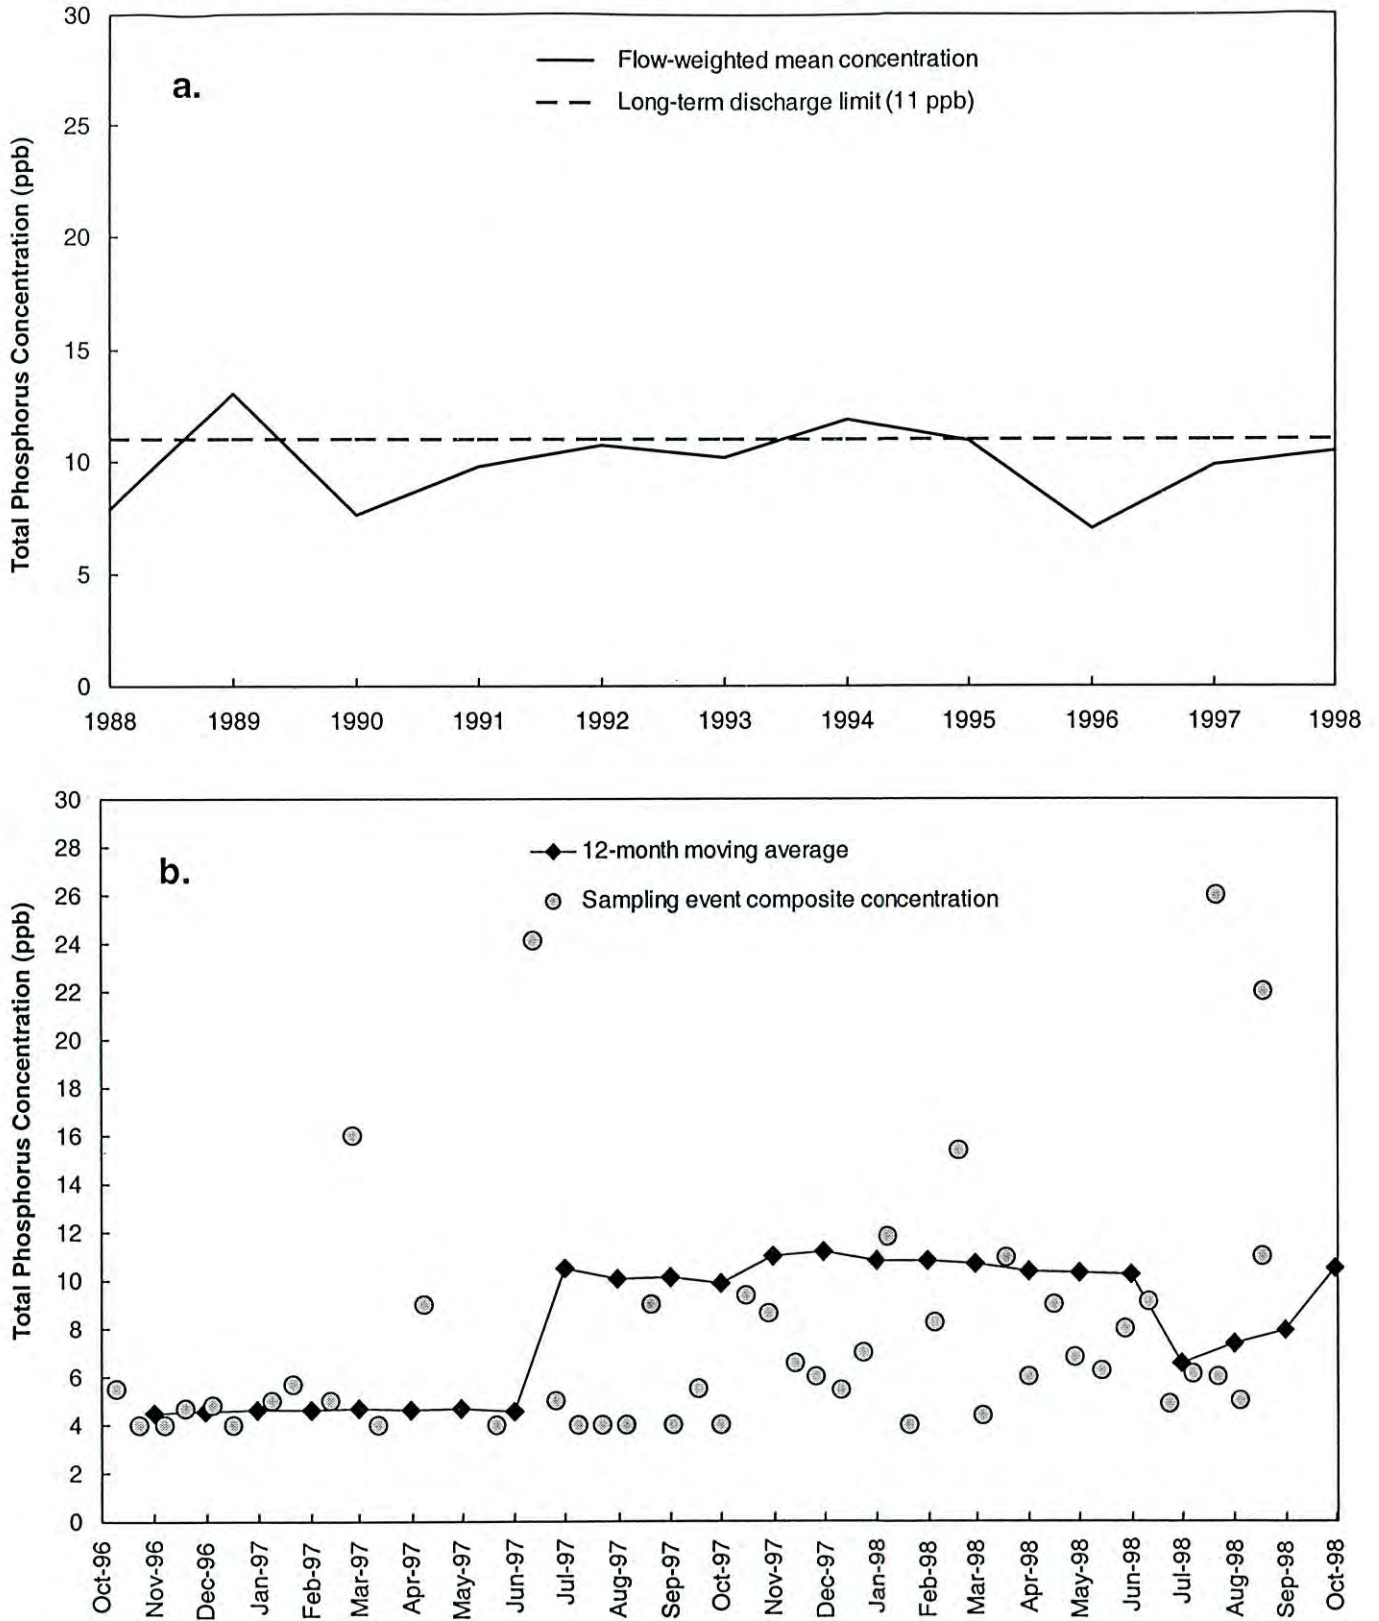 30
a.
Flow-weighted mean concentration
Long-term discharge limit (11 ppb)
25
20
15
10
5
0
Total Phosphorus Concentration (ppb)
1988 1989 1990 1991 1992 1993 1994 1995 1996 1997 1998
30
28
26
24
22
20
18
16
14
12
10
8
6
4
2
0
b.
12-month moving average
Sampling event composite concentration
Total Phosphorus Concentration (ppb)
Oct-96
Nov-96
Dec-96
Jan-97
Feb-97
Mar-97
Apr-97
May-97
Jun-97
Jul-97
Aug-97
Sep-97
Oct-97
Nov-97
Dec-97
Jan-98
Feb-98
Mar-98
Apr-98
May-98
Jun-98
Jul-98
Aug-98
Sep-98
Oct-98